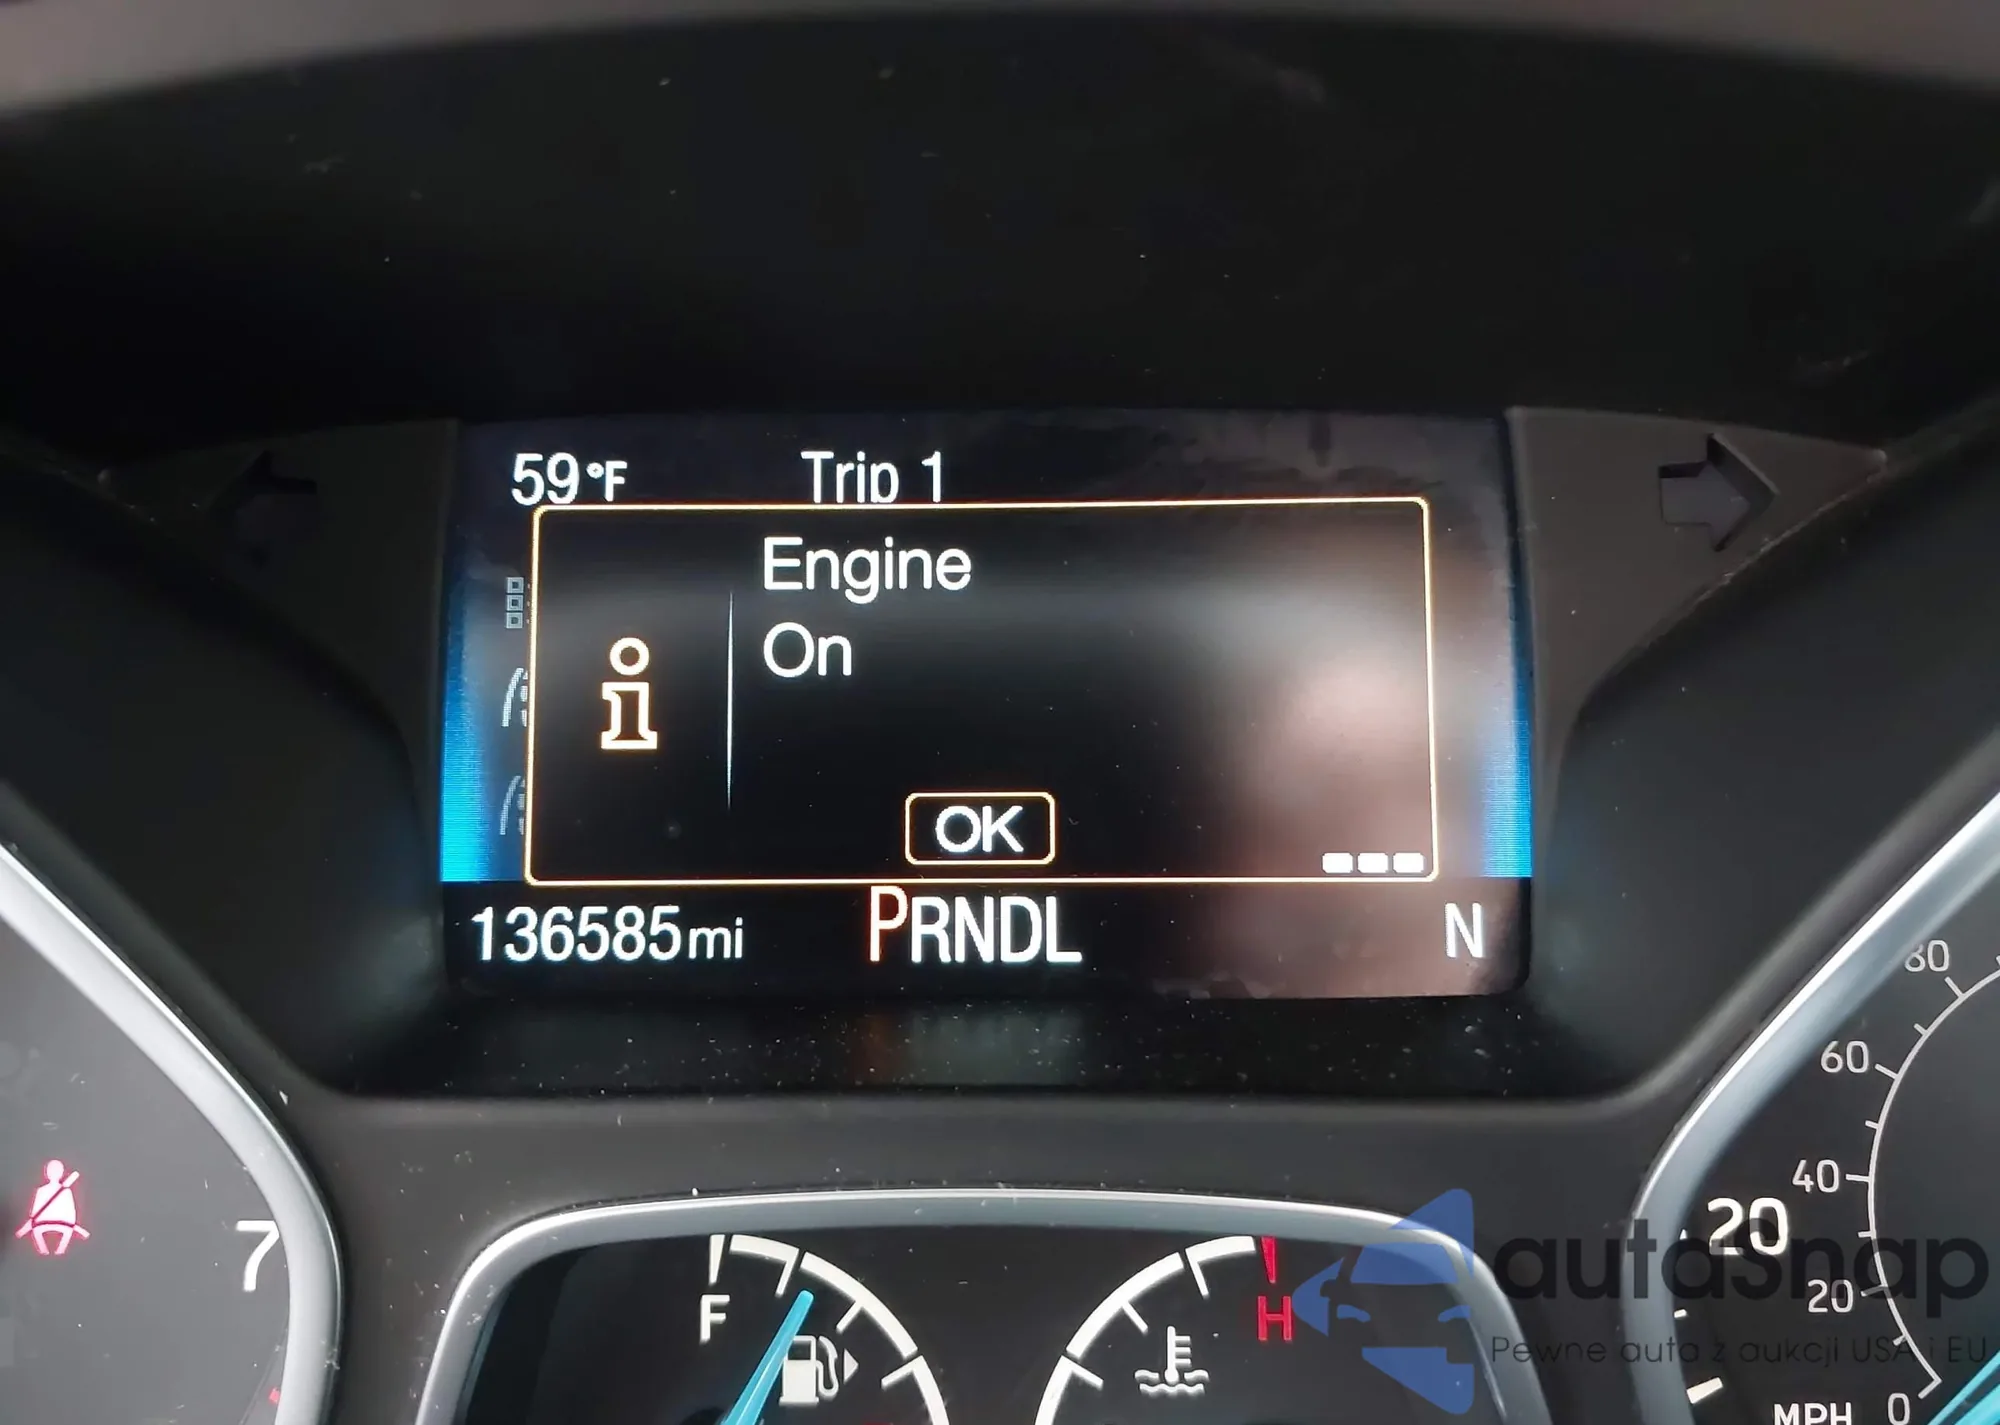 59°F Trip 1
Engine
On
OK
136585mi PRNDL N
80
60
40
20 20
0
MPH
7
F H
autaSnap
Pewne auta z aukcji USA i EU